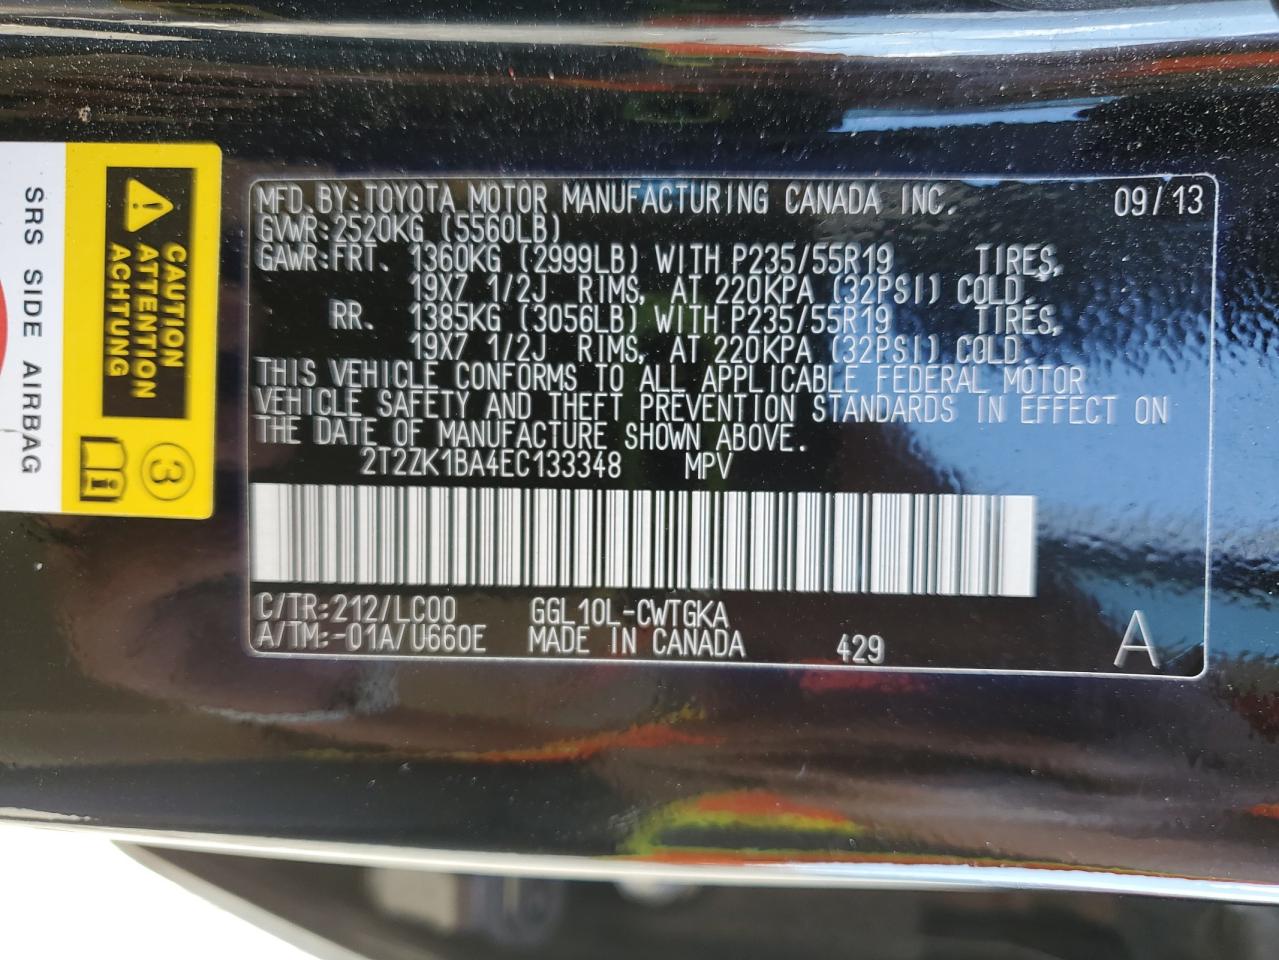 SRS SIDE AIRBAG
CAUTION
ATTENTION
ACHTUNG
3
MFD. BY:TOYOTA MOTOR MANUFACTURING CANADA INC. 09/13
GVWR:2520KG (5560LB)
GAWR:FRT. 1360KG (2999LB) WITH P235/55R19 TIRES,
19X7 1/2J RIMS, AT 220KPA (32PSI) COLD.
RR. 1385KG (3056LB) WITH P235/55R19 TIRES,
19X7 1/2J RIMS, AT 220KPA (32PSI) COLD.
THIS VEHICLE CONFORMS TO ALL APPLICABLE FEDERAL MOTOR
VEHICLE SAFETY AND THEFT PREVENTION STANDARDS IN EFFECT ON
THE DATE OF MANUFACTURE SHOWN ABOVE.
2T2ZK1BA4EC133348 MPV
C/TR:212/LC00 GGL10L-CWTGKA
A/TM:-01A/U660E MADE IN CANADA 429 A